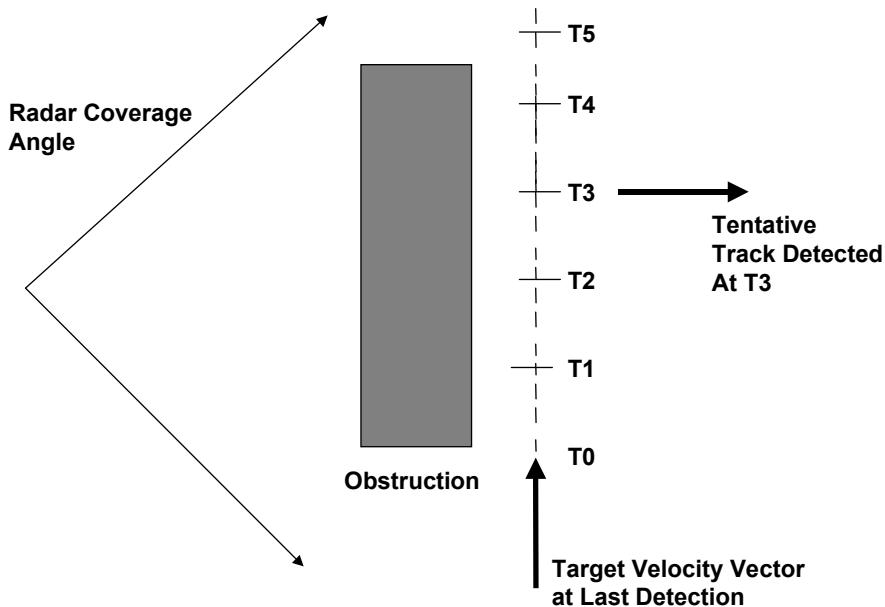 T5
Radar Coverage
Angle
T4
T3
Tentative
Track Detected
At T3
T2
T1
T0
Obstruction
Target Velocity Vector
at Last Detection